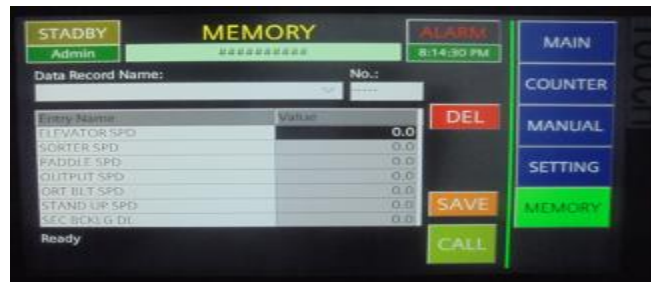 STADBY
MEMORY
ALARM
Admin
##########
8:14:30 PM
Data Record Name:
No.:
-----
Entry Name
Value
ELEVATOR SPD
0.0
SORTER SPD
0.0
PADDLE SPD
0.0
OUTPUT SPD
0.0
ORT BLT SPD
0.0
STAND UP SPD
0.0
SEC BCKLG DL
0.0
Ready
DEL
SAVE
CALL
MAIN
COUNTER
MANUAL
SETTING
MEMORY
TOUCH